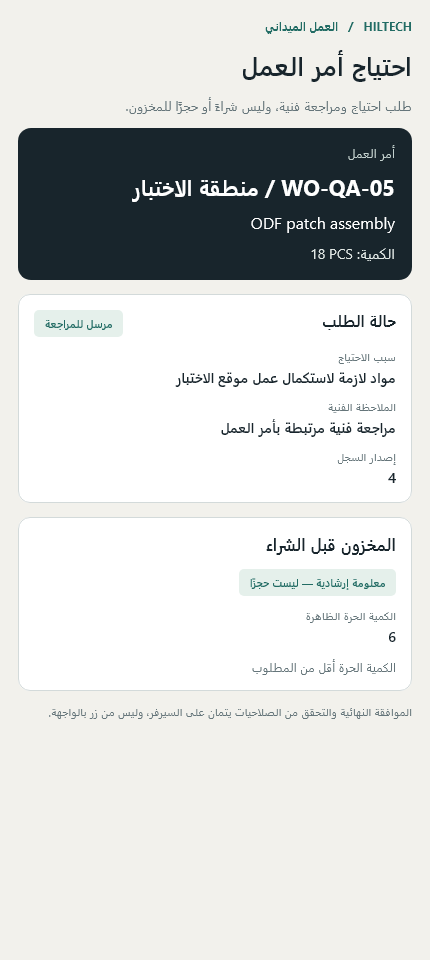 HILTECH / العمل الميداني
احتياج أمر العمل
طلب احتياج ومراجعة فنية، وليس شراءً أو حجزًا للمخزون.
أمر العمل
WO-QA-05 / منطقة الاختبار
ODF patch assembly
الكمية: 18 PCS
حالة الطلب
مرسل للمراجعة
سبب الاحتياج
مواد لازمة لاستكمال عمل موقع الاختبار
الملاحظة الفنية
مراجعة فنية مرتبطة بأمر العمل
إصدار السجل
4
المخزون قبل الشراء
معلومة إرشادية — ليست حجزًا
الكمية الحرة الظاهرة
6
الكمية الحرة أقل من المطلوب
الموافقة النهائية والتحقق من الصلاحيات يتمان على السيرفر، وليس من زر بالواجهة.